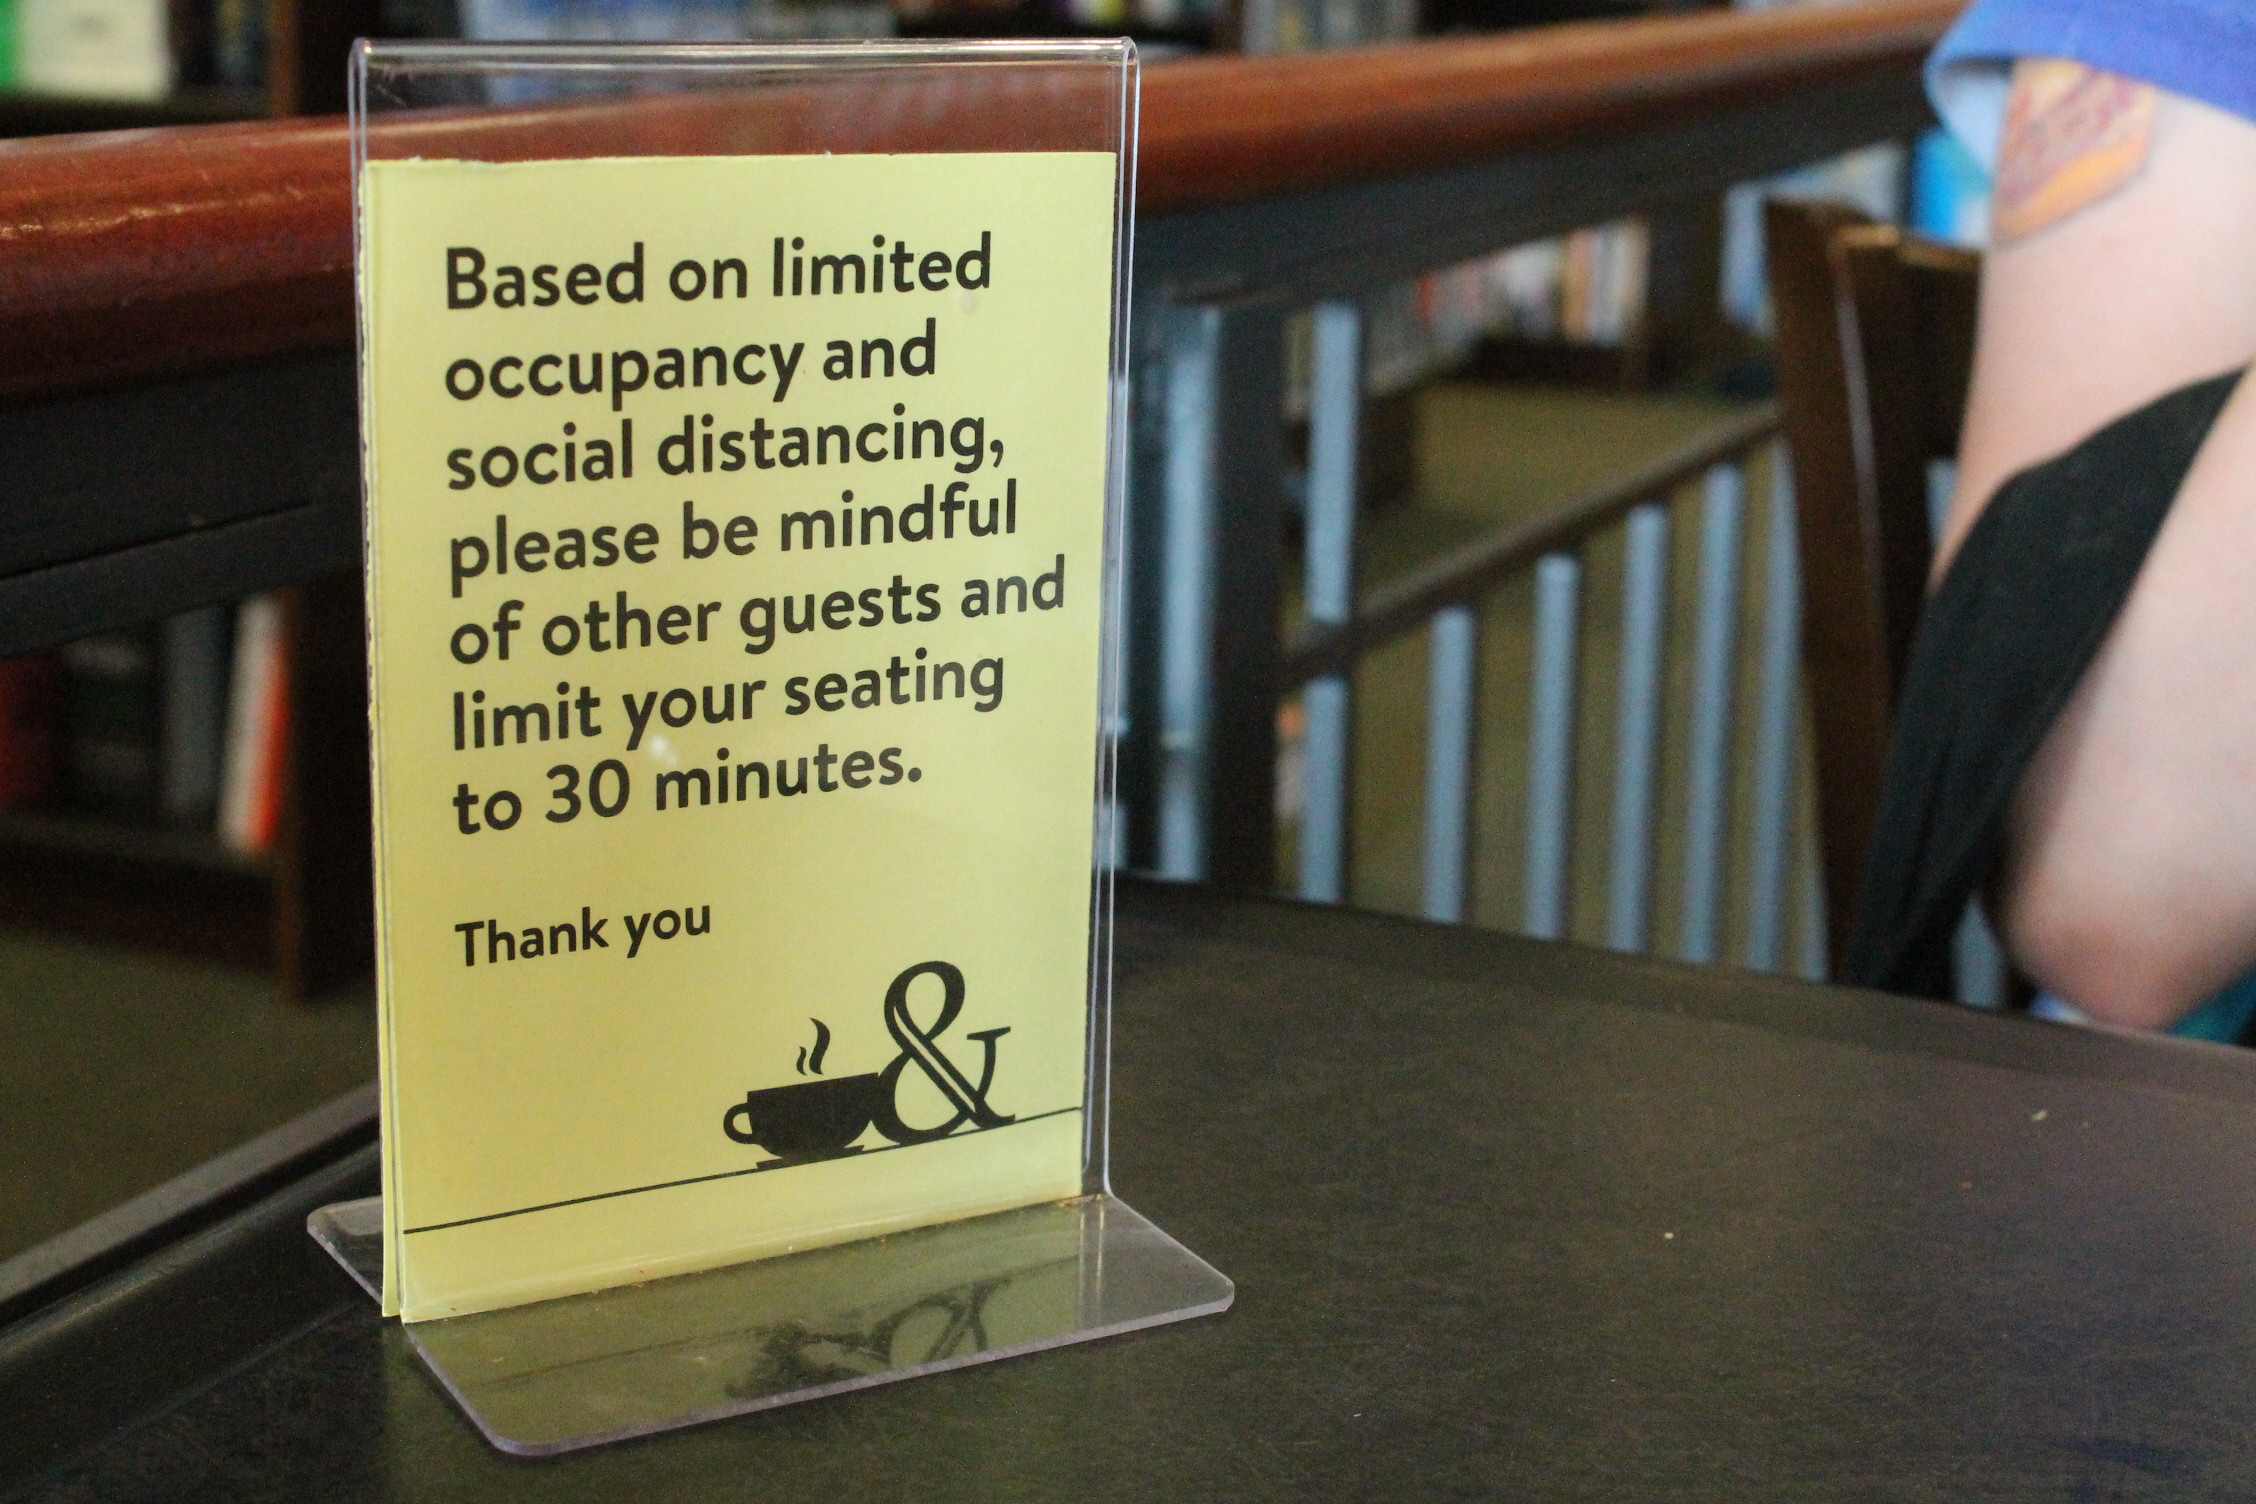 Based on limited
occupancy and
social distancing,
please be mindful
of other guests and
limit your seating
to 30 minutes.
Thank you
&